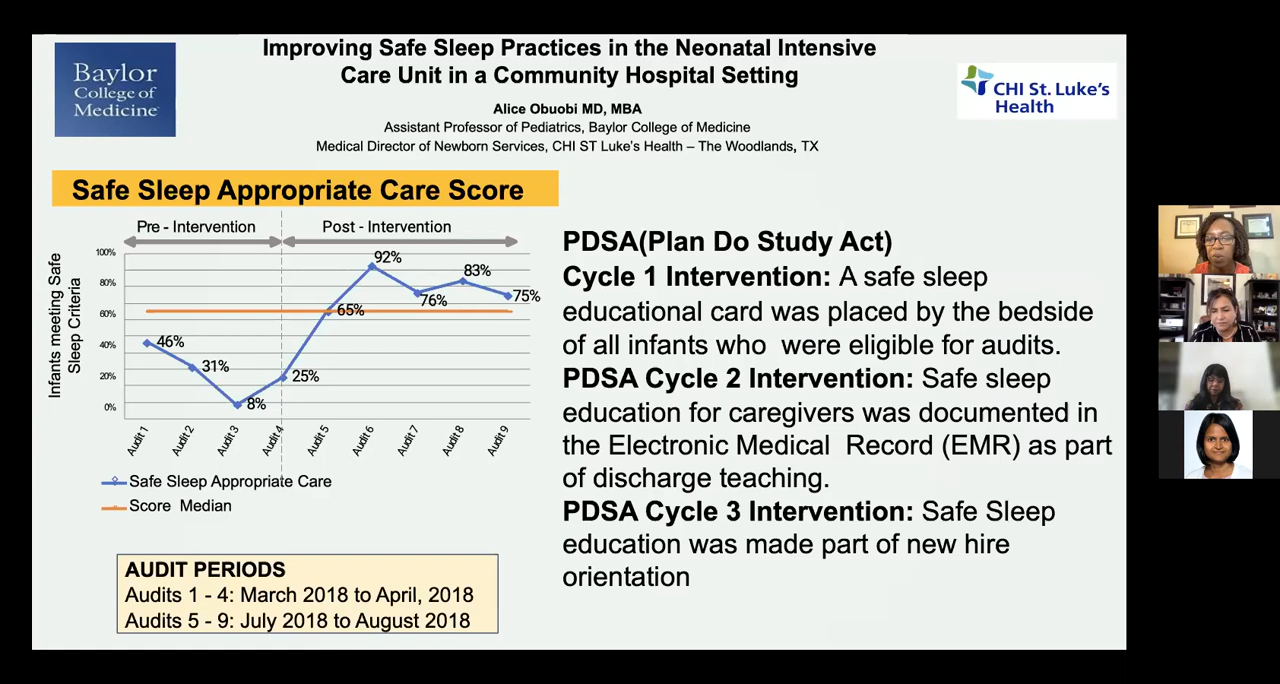 Baylor
College of
Medicine
Improving Safe Sleep Practices in the Neonatal Intensive
Care Unit in a Community Hospital Setting
Alice Obuobi MD, MBA
Assistant Professor of Pediatrics, Baylor College of Medicine
Medical Director of Newborn Services, CHI ST Luke's Health – The Woodlands, TX
CHI St. Luke's
Health
Safe Sleep Appropriate Care Score
Pre - Intervention
Post - Intervention
Infants meeting Safe
Sleep Criteria
100%
80%
60%
40%
20%
0%
46%
31%
8%
25%
65%
92%
76%
83%
75%
Audit 1
Audit 2
Audit 3
Audit 4
Audit 5
Audit 6
Audit 7
Audit 8
Audit 9
Safe Sleep Appropriate Care
Score Median
AUDIT PERIODS
Audits 1 - 4: March 2018 to April, 2018
Audits 5 - 9: July 2018 to August 2018
PDSA(Plan Do Study Act)
Cycle 1 Intervention: A safe sleep
educational card was placed by the bedside
of all infants who were eligible for audits.
PDSA Cycle 2 Intervention: Safe sleep
education for caregivers was documented in
the Electronic Medical Record (EMR) as part
of discharge teaching.
PDSA Cycle 3 Intervention: Safe Sleep
education was made part of new hire
orientation